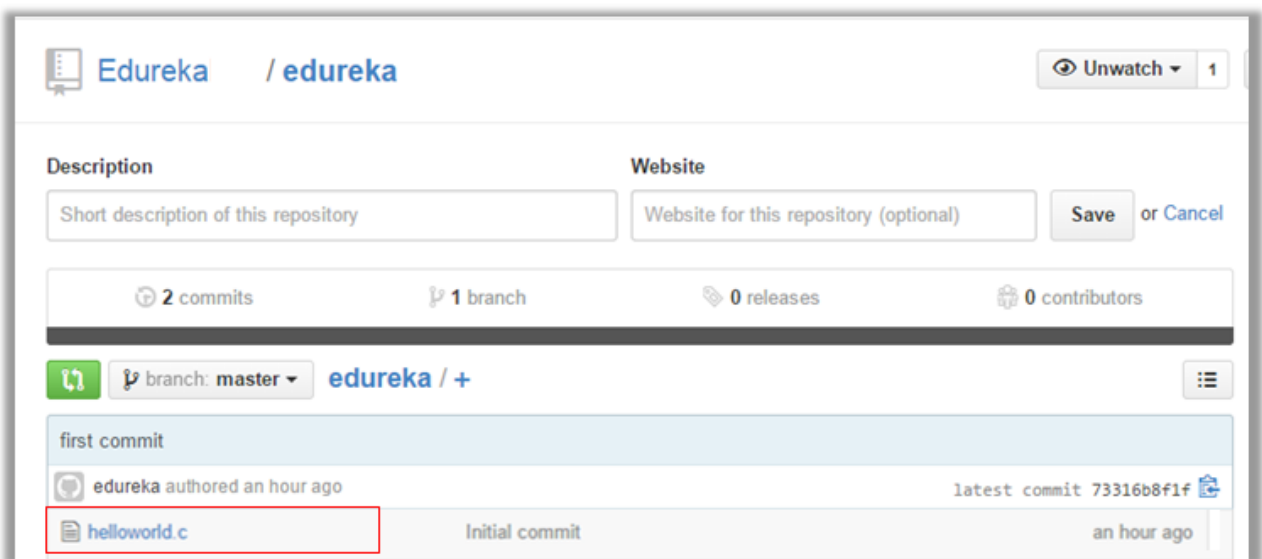 Edureka / edureka
Unwatch 1
Description
Website
Short description of this repository
Website for this repository (optional)
Save or Cancel
2 commits 1 branch 0 releases 0 contributors
branch: master edureka / +
first commit
edureka authored an hour ago latest commit 73316b8f1f
helloworld.c Initial commit an hour ago